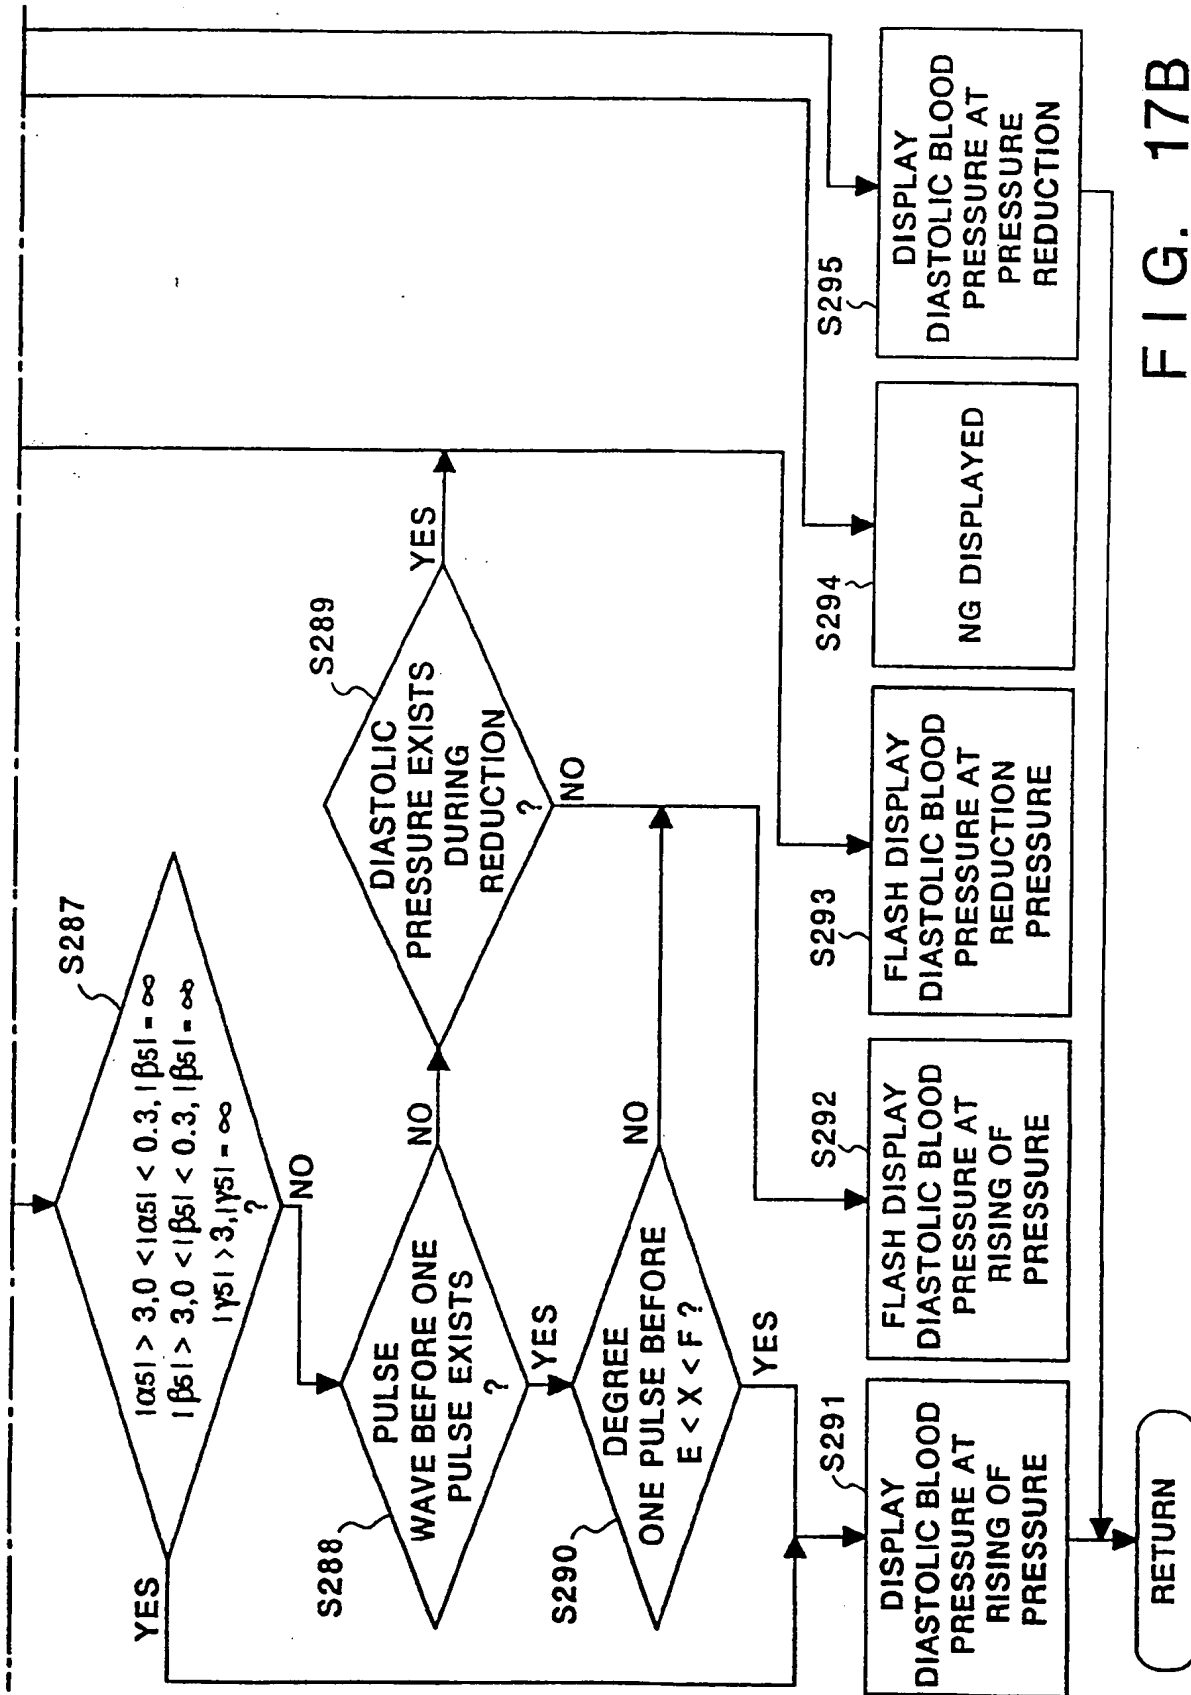 S287
|α5| > 3,0 <|α5| < 0.3, |β5| = ∞
|β5| > 3,0 <|β5| < 0.3, |β5| = ∞
|γ5| >3,|γ5| = ∞
?
YES
NO
S288
PULSE
WAVE BEFORE ONE
PULSE EXISTS
?
NO
YES
S289
DIASTOLIC
PRESSURE EXISTS
DURING
REDUCTION
?
YES
NO
S290
DEGREE
ONE PULSE BEFORE
E < X < F ?
NO
YES
S291
DISPLAY
DIASTOLIC BLOOD
PRESSURE AT
RISING OF
PRESSURE
S292
FLASH DISPLAY
DIASTOLIC BLOOD
PRESSURE AT
RISING OF
PRESSURE
S293
FLASH DISPLAY
DIASTOLIC BLOOD
PRESSURE AT
REDUCTION
PRESSURE
S294
NG DISPLAYED
S295
DISPLAY
DIASTOLIC BLOOD
PRESSURE AT
PRESSURE
REDUCTION
RETURN
FIG. 17B